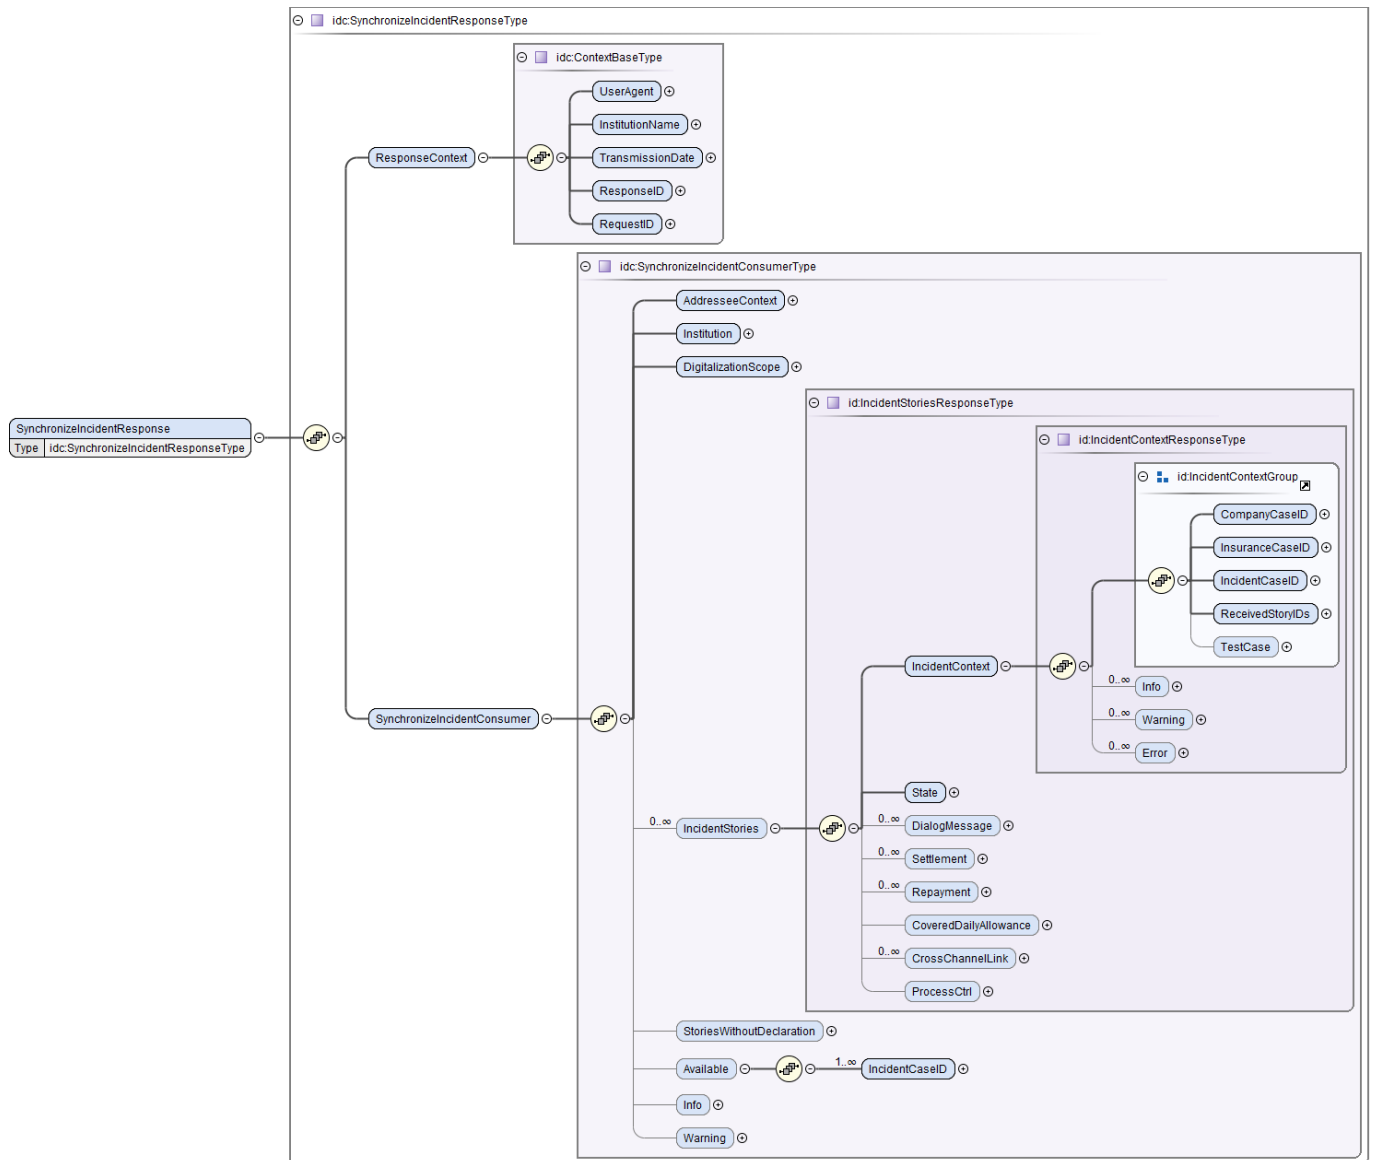 idc:SynchronizeIncidentResponseType
idc:ContextBaseType
UserAgent
InstitutionName
ResponseContext
TransmissionDate
ResponseID
RequestID
idc:SynchronizeIncidentConsumerType
AddresseeContext
Institution
DigitalizationScope
id:IncidentStoriesResponseType
SynchronizeIncidentResponse
Type idc:SynchronizeIncidentResponseType
id:IncidentContextResponseType
id:IncidentContextGroup
CompanyCaseID
InsuranceCaseID
IncidentCaseID
ReceivedStoryIDs
TestCase
IncidentContext
0..∞ Info
0..∞ Warning
0..∞ Error
SynchronizeIncidentConsumer
State
0..∞ IncidentStories
0..∞ DialogMessage
0..∞ Settlement
0..∞ Repayment
CoveredDailyAllowance
0..∞ CrossChannelLink
ProcessCtrl
StoriesWithoutDeclaration
Available 1..∞ IncidentCaseID
Info
Warning